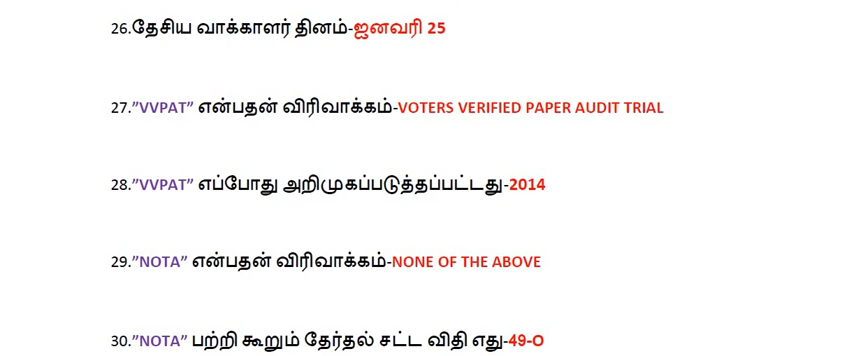 26.தேசிய வாக்காளர் தினம்-ஜனவரி 25
27.”VVPAT” என்பதன் விரிவாக்கம்-VOTERS VERIFIED PAPER AUDIT TRIAL
28.”VVPAT” எப்போது அறிமுகப்படுத்தப்பட்டது-2014
29.”NOTA” என்பதன் விரிவாக்கம்-NONE OF THE ABOVE
30.”NOTA” பற்றி கூறும் தேர்தல் சட்ட விதி எது-49-O